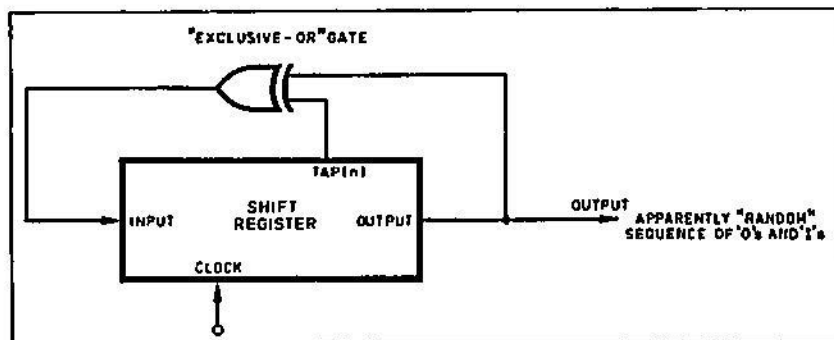 "EXCLUSIVE-OR" GATE
TAP(n)
INPUT
SHIFT
REGISTER
OUTPUT
CLOCK
OUTPUT
APPARENTLY "RANDOM"
SEQUENCE OF '0's AND '1's